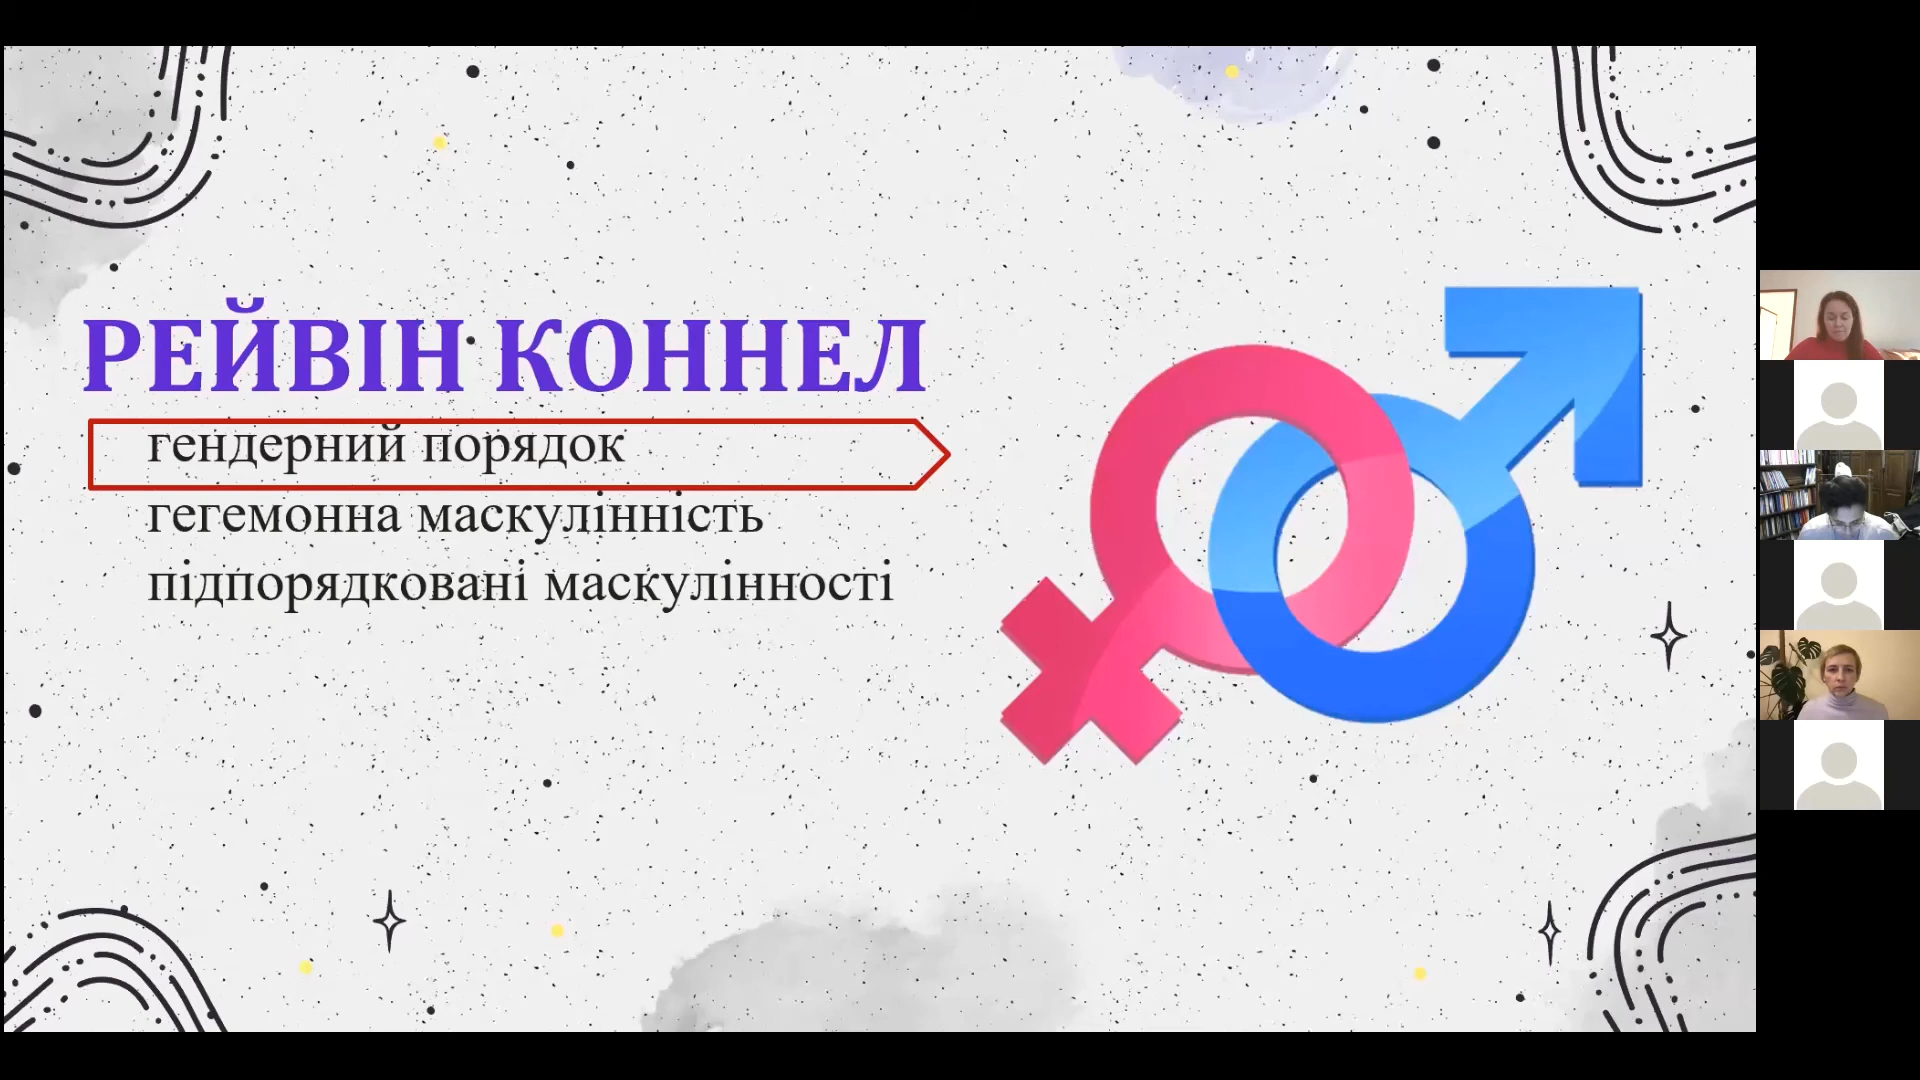 РЕЙВІН КОННЕЛ
гендерний порядок
гегемонна маскулінність
підпорядковані маскулінності